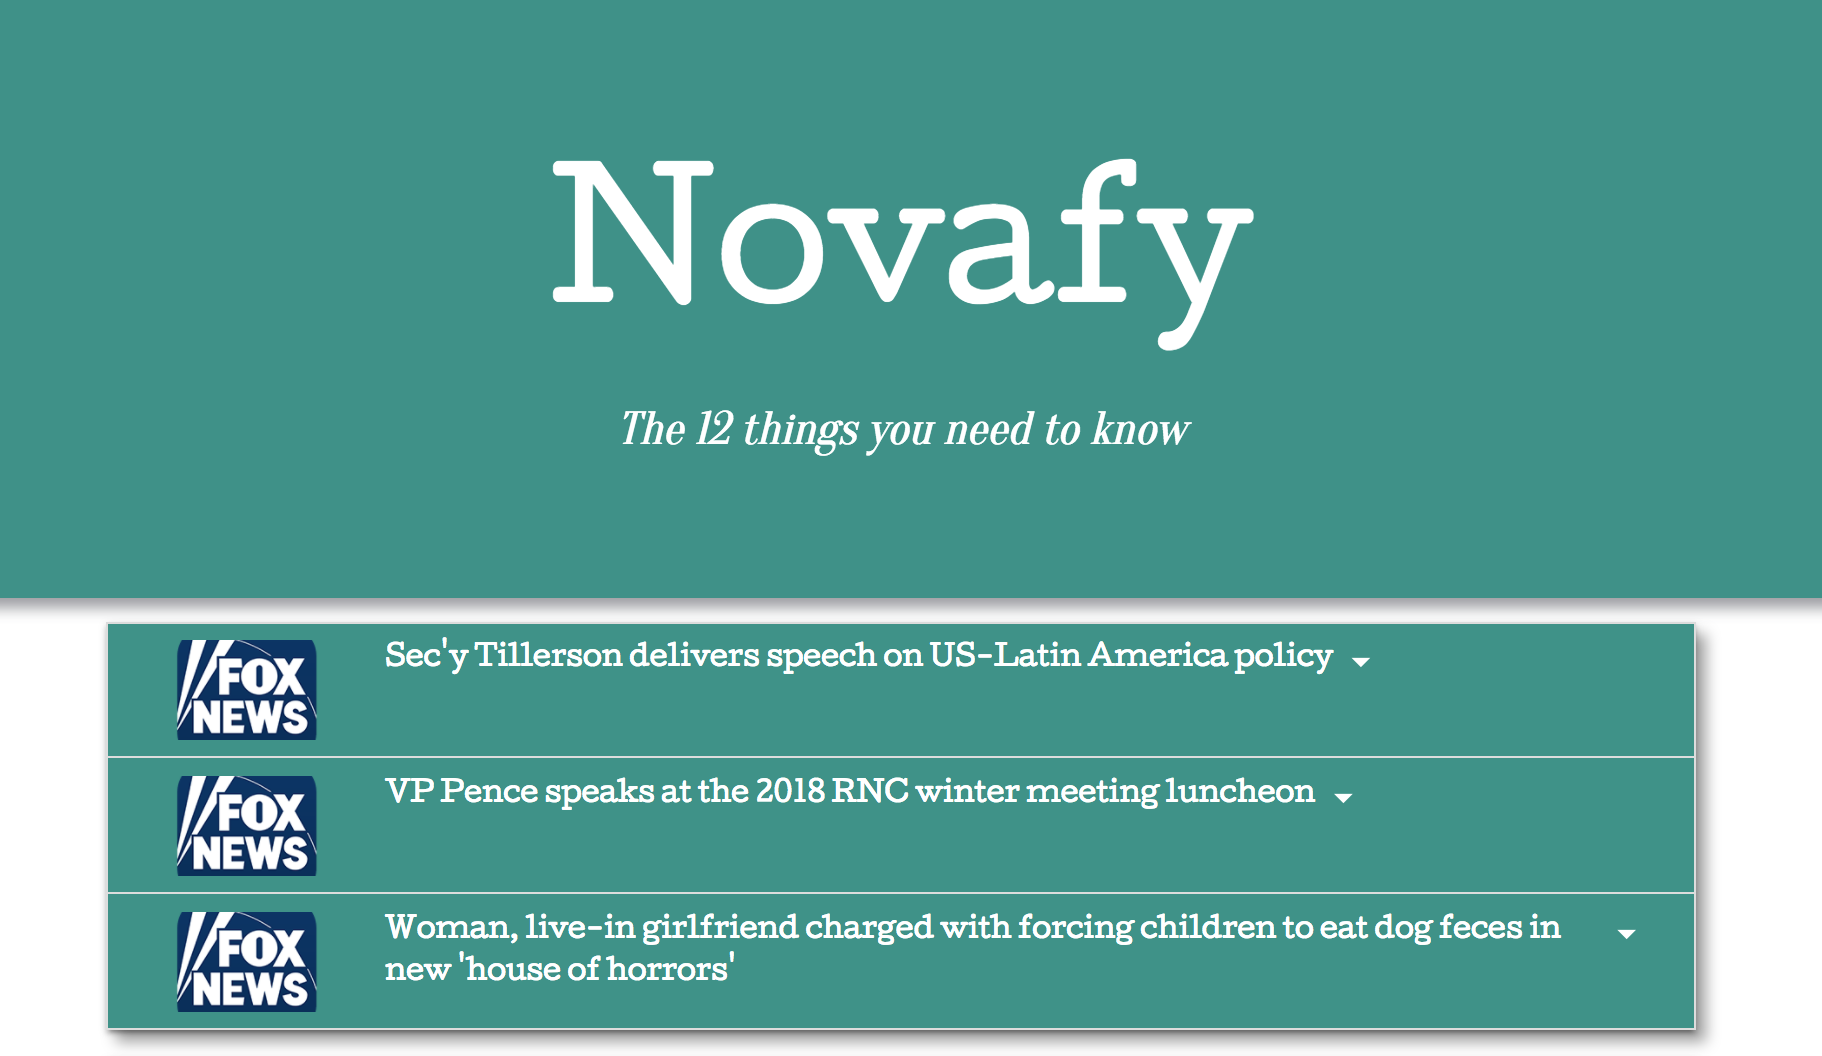 Novafy
The 12 things you need to know
FOX
NEWS
Sec'y Tillerson delivers speech on US-Latin America policy
FOX
NEWS
VP Pence speaks at the 2018 RNC winter meeting luncheon
FOX
NEWS
Woman, live-in girlfriend charged with forcing children to eat dog feces in
new 'house of horrors'